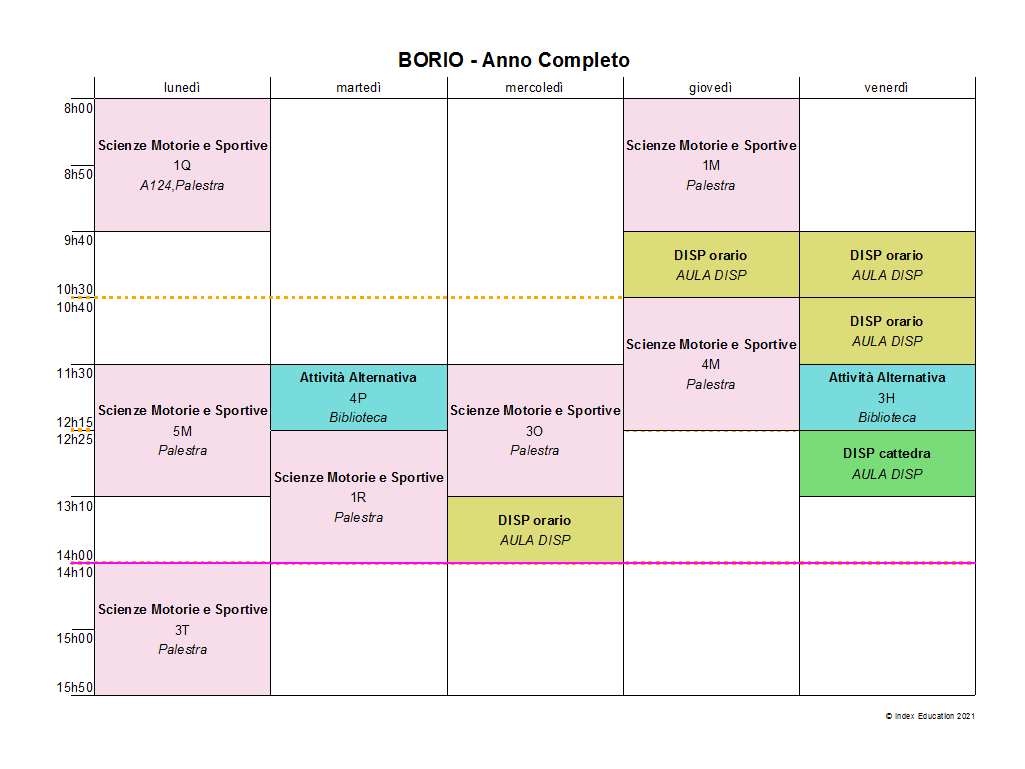 BORIO - Anno Completo
lunedì martedì mercoledì giovedì venerdì
8h00
8h50
9h40
10h30
10h40
11h30
12h15
12h25
13h10
14h00
14h10
15h00
15h50
Scienze Motorie e Sportive
1Q
A124,Palestra
Scienze Motorie e Sportive
5M
Palestra
Scienze Motorie e Sportive
3T
Palestra
Attività Alternativa
4P
Biblioteca
Scienze Motorie e Sportive
1R
Palestra
Scienze Motorie e Sportive
3O
Palestra
DISP orario
AULA DISP
Scienze Motorie e Sportive
1M
Palestra
DISP orario
AULA DISP
Scienze Motorie e Sportive
4M
Palestra
DISP orario
AULA DISP
DISP orario
AULA DISP
Attività Alternativa
3H
Biblioteca
DISP cattedra
AULA DISP
© Index Education 2021